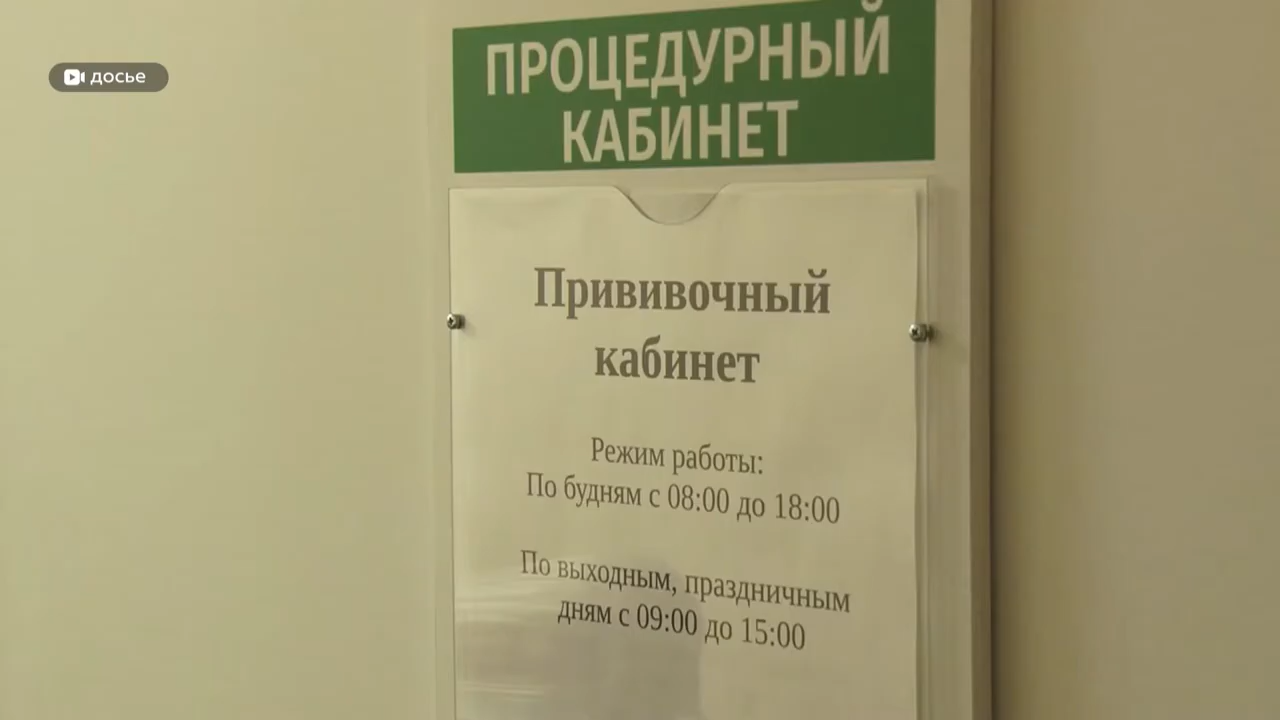 досье
ПРОЦЕДУРНЫЙ
КАБИНЕТ
Прививочный
кабинет
Режим работы:
По будням с 08:00 до 18:00
По выходным, праздничным
дням с 09:00 до 15:00